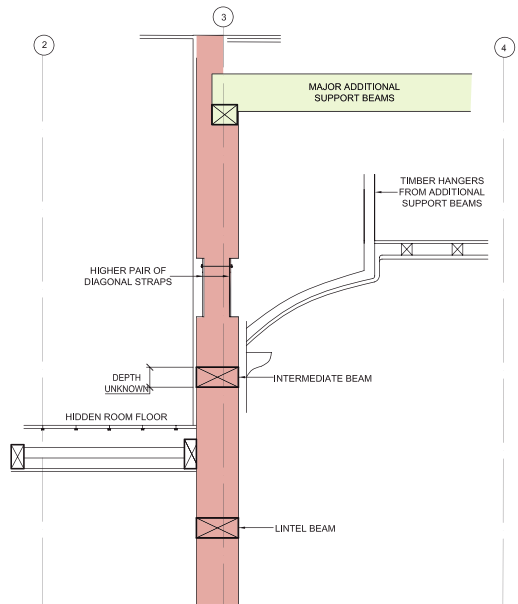 2
3
4
MAJOR ADDITIONAL
SUPPORT BEAMS
TIMBER HANGERS
FROM ADDITIONAL
SUPPORT BEAMS
HIGHER PAIR OF
DIAGONAL STRAPS
DEPTH
UNKNOWN
INTERMEDIATE BEAM
HIDDEN ROOM FLOOR
LINTEL BEAM